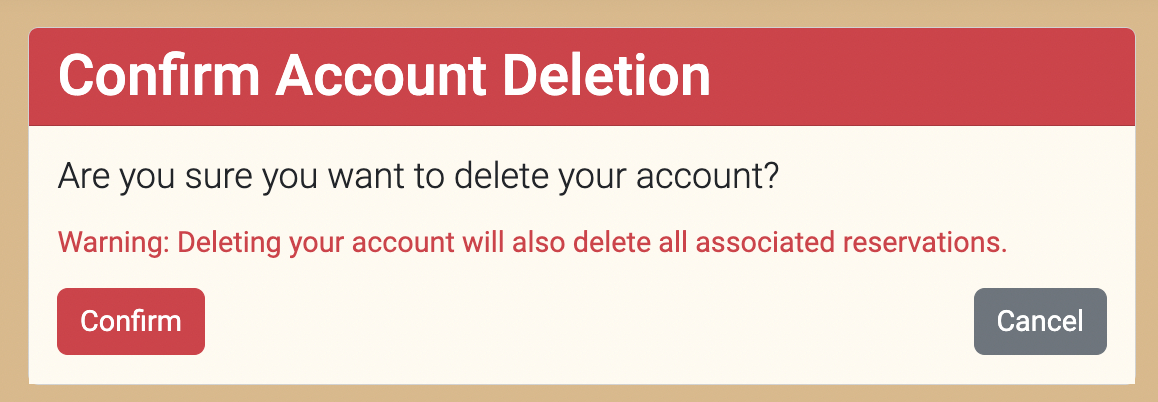 Confirm Account Deletion
Are you sure you want to delete your account?
Warning: Deleting your account will also delete all associated reservations.
Confirm
Cancel